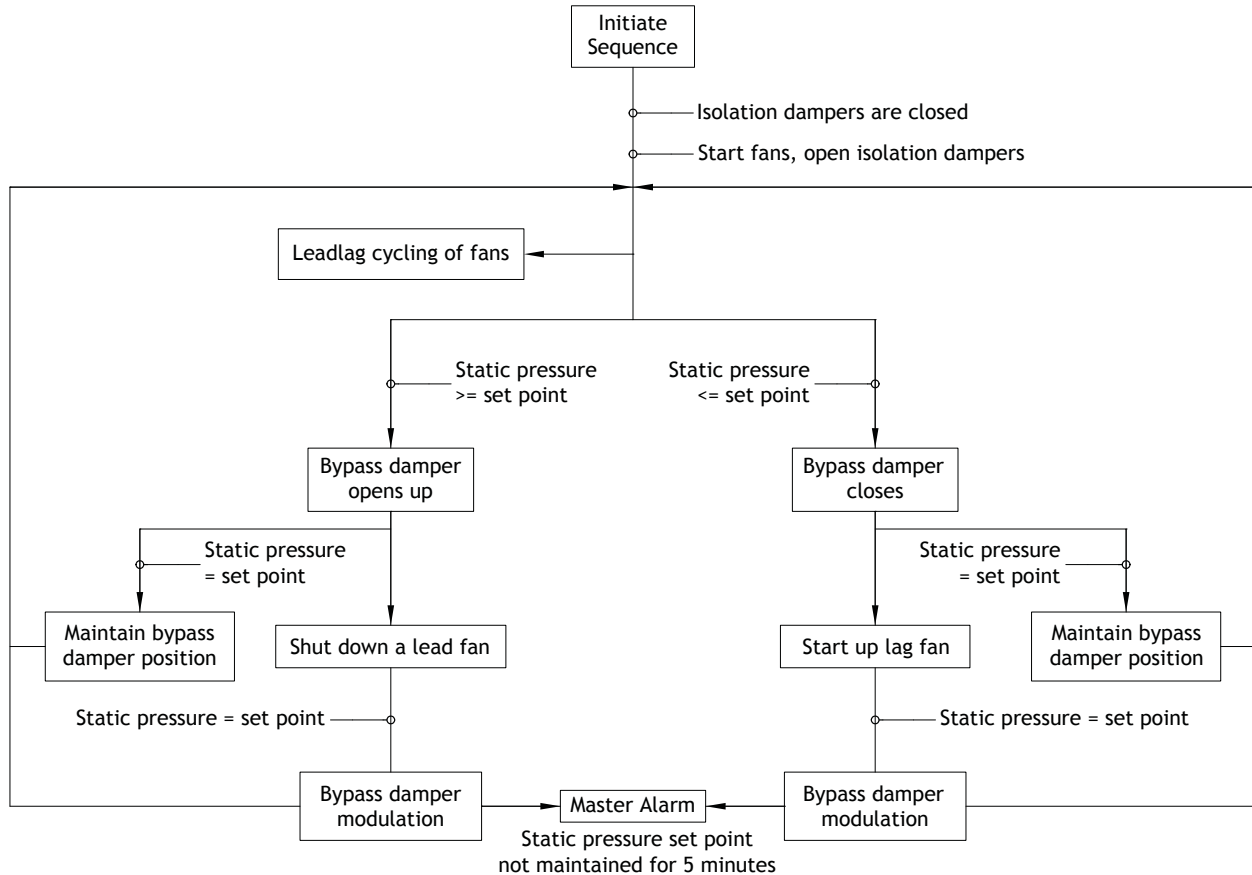 Initiate
Sequence
Isolation dampers are closed
Start fans, open isolation dampers
Leadlag cycling of fans
Static pressure
>= set point
Static pressure
<= set point
Bypass damper
opens up
Bypass damper
closes
Static pressure
= set point
Static pressure
= set point
Maintain bypass
damper position
Shut down a lead fan
Start up lag fan
Maintain bypass
damper position
Static pressure = set point
Static pressure = set point
Bypass damper
modulation
Master Alarm
Bypass damper
modulation
Static pressure set point
not maintained for 5 minutes